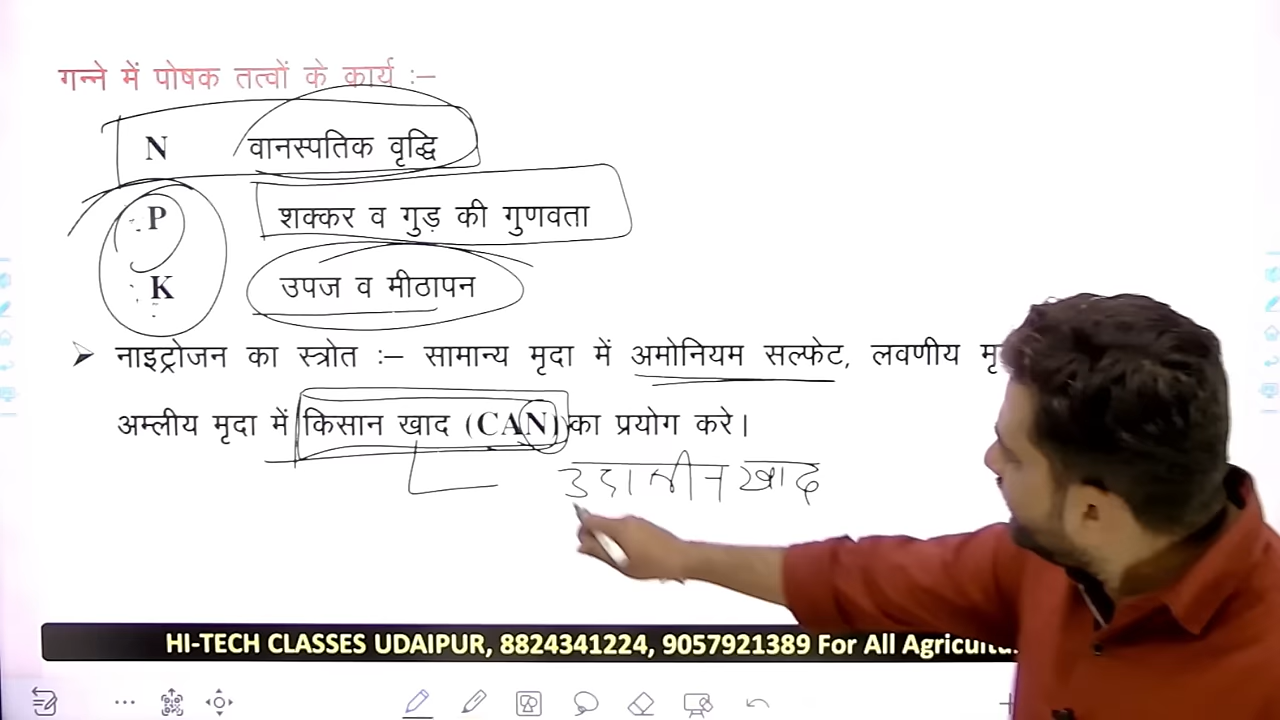 गन्ने में पोषक तत्वों के कार्य :–
N वानस्पतिक वृद्धि
P शक्कर व गुड़ की गुणवता
K उपज व मीठापन
➢ नाइट्रोजन का स्त्रोत :– सामान्य मृदा में अमोनियम सल्फेट, लवणीय
अम्लीय मृदा में किसान खाद (CAN) का प्रयोग करे।
उदासीन खाद
HI-TECH CLASSES UDAIPUR, 8824341224, 9057921389 For All